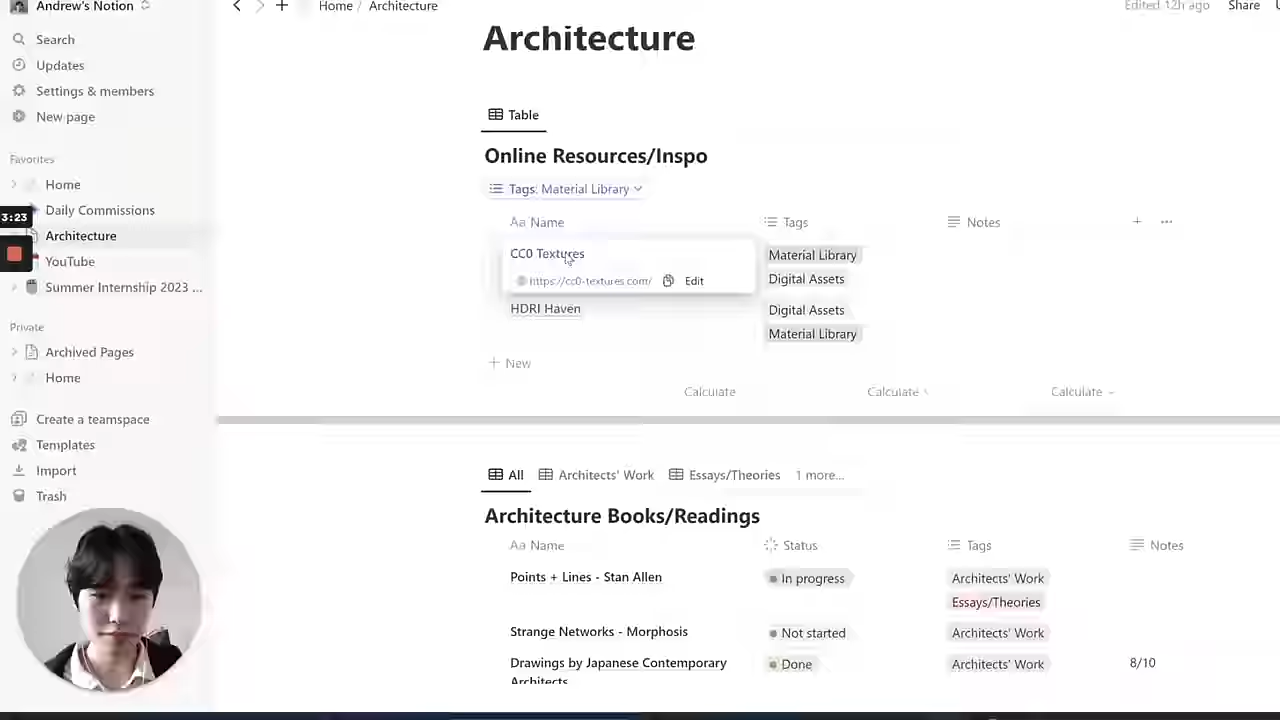 Andrew's Notion
Home / Architecture
Edited 12h ago
Share
Search
Updates
Settings & members
New page
Favorites
Home
Daily Commissions
3:23
Architecture
YouTube
Summer Internship 2023 ...
Private
Archived Pages
Home
Create a teamspace
Templates
Import
Trash
Architecture
Table
Online Resources/Inspo
Tags: Material Library
Aa Name
Tags
Notes
CC0 Textures
https://cc0-textures.com/
Edit
Material Library
Digital Assets
HDRI Haven
Digital Assets
Material Library
+ New
Calculate
Calculate
Calculate
All
Architects' Work
Essays/Theories
1 more...
Architecture Books/Readings
Aa Name
Status
Tags
Notes
Points + Lines - Stan Allen
In progress
Architects' Work
Essays/Theories
Strange Networks - Morphosis
Not started
Architects' Work
Drawings by Japanese Contemporary
Architects
Done
Architects' Work
8/10